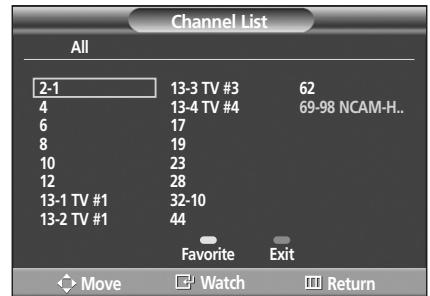 Channel List
All
2-1
4
6
8
10
12
13-1 TV #1
13-2 TV #1
13-3 TV #3
13-4 TV #4
17
19
23
28
32-10
44
62
69-98 NCAM-H..
Favorite Exit
Move Watch Return